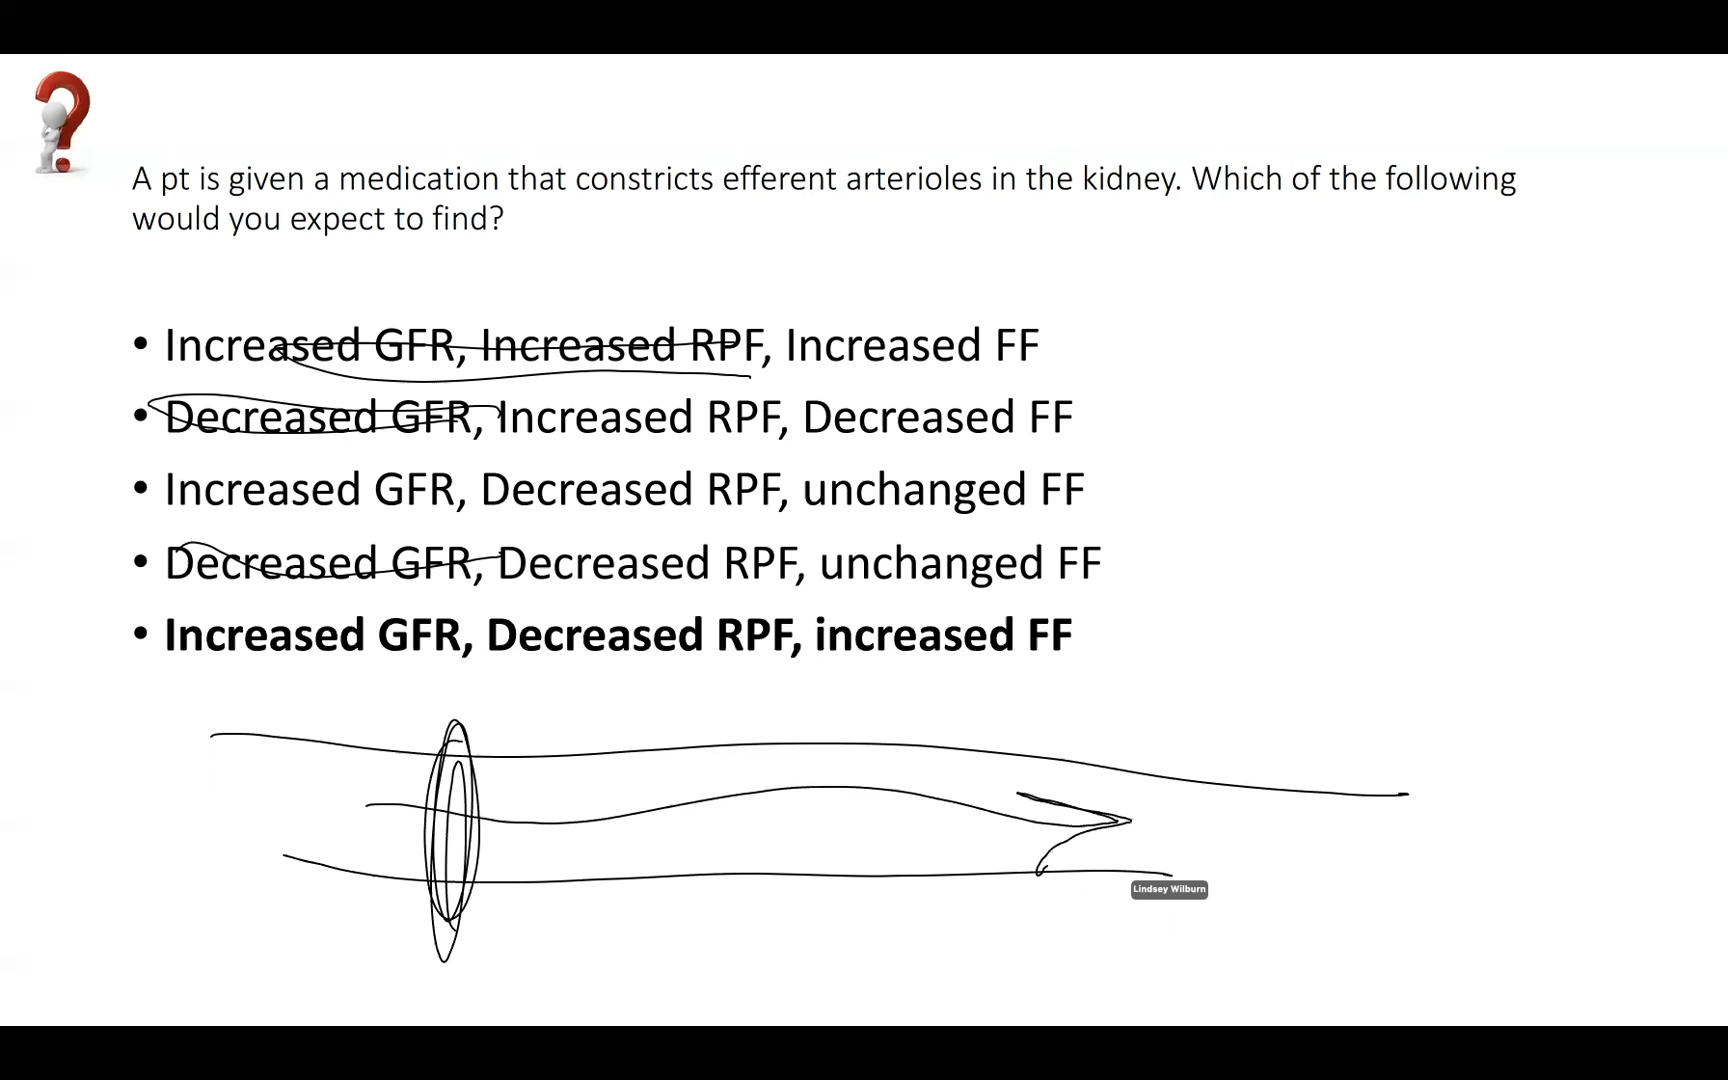 A pt is given a medication that constricts efferent arterioles in the kidney. Which of the following
would you expect to find?
• Increased GFR, Increased RPF, Increased FF
• Decreased GFR, Increased RPF, Decreased FF
• Increased GFR, Decreased RPF, unchanged FF
• Decreased GFR, Decreased RPF, unchanged FF
• Increased GFR, Decreased RPF, increased FF
Lindsey Wilburn